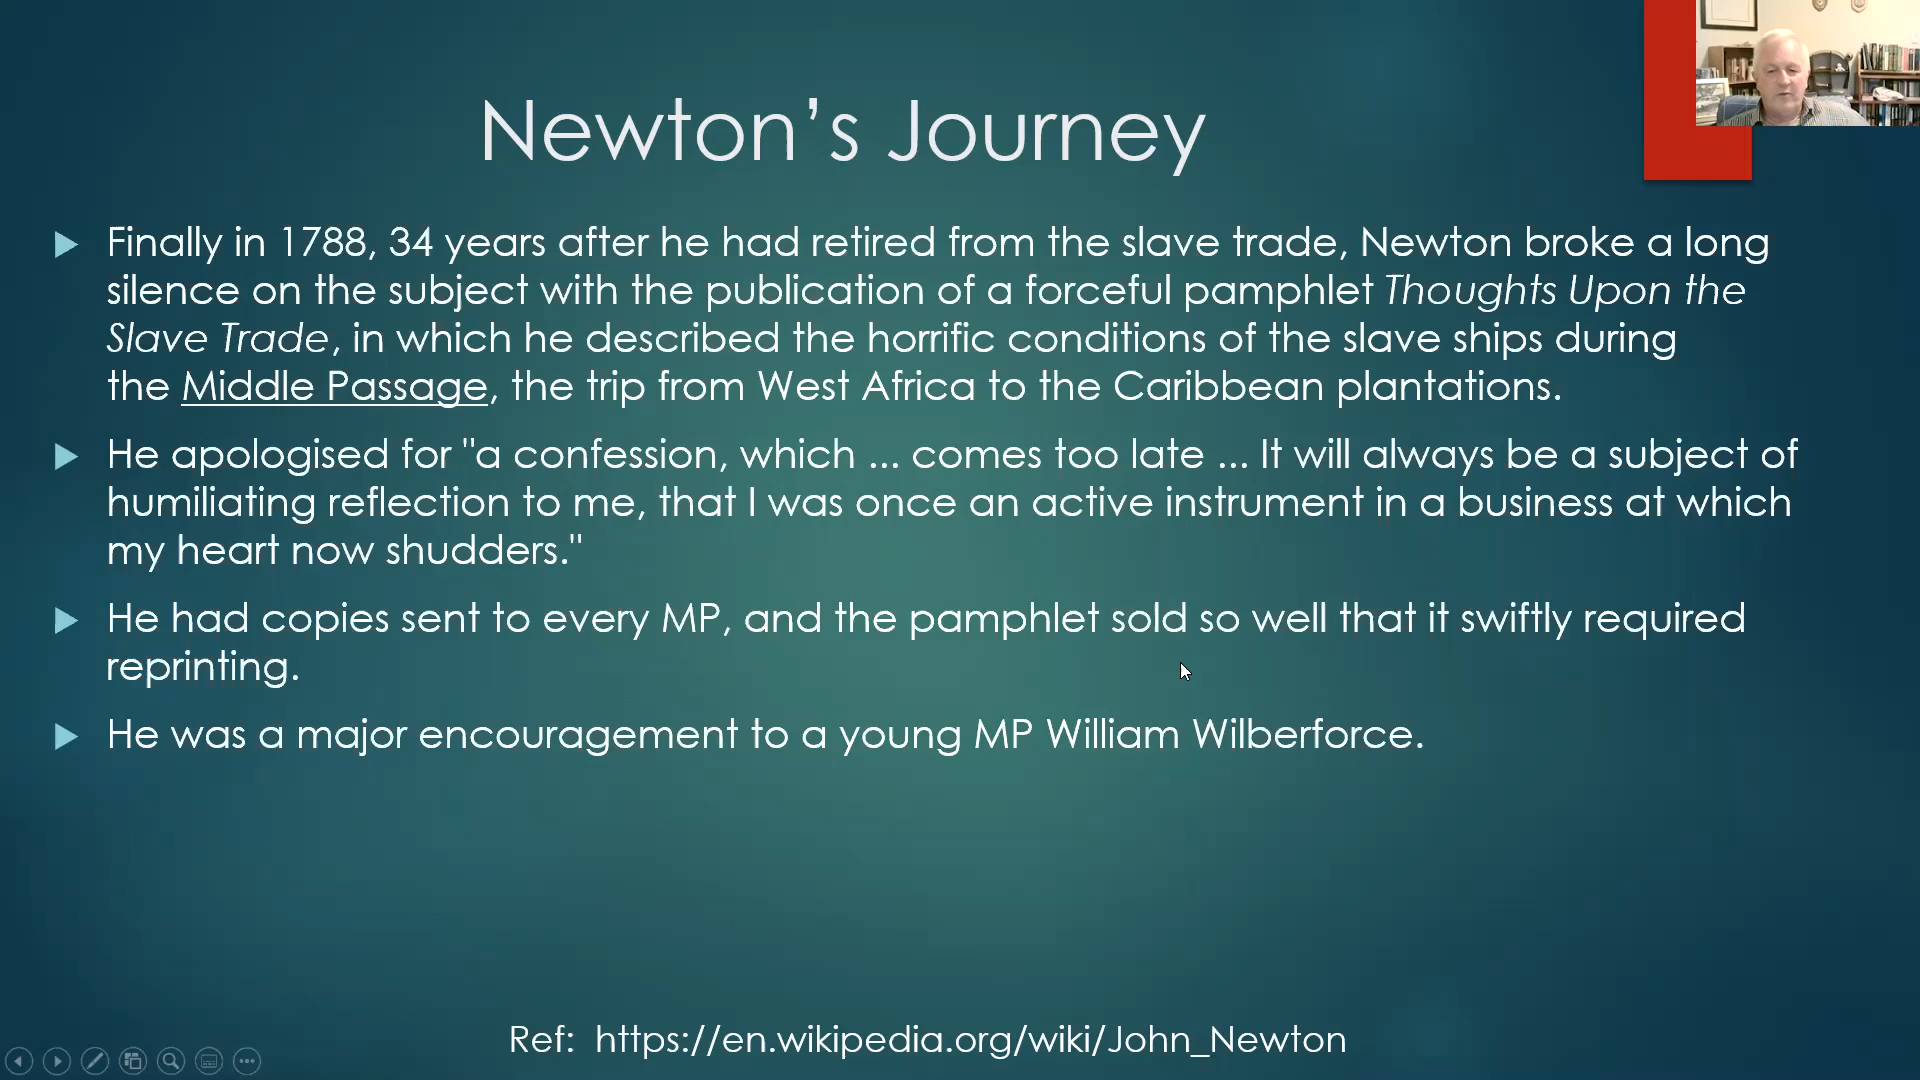 Newton’s Journey
Finally in 1788, 34 years after he had retired from the slave trade, Newton broke a long
silence on the subject with the publication of a forceful pamphlet Thoughts Upon the
Slave Trade, in which he described the horrific conditions of the slave ships during
the Middle Passage, the trip from West Africa to the Caribbean plantations.
He apologised for "a confession, which ... comes too late ... It will always be a subject of
humiliating reflection to me, that I was once an active instrument in a business at which
my heart now shudders."
He had copies sent to every MP, and the pamphlet sold so well that it swiftly required
reprinting.
He was a major encouragement to a young MP William Wilberforce.
Ref:  https://en.wikipedia.org/wiki/John_Newton